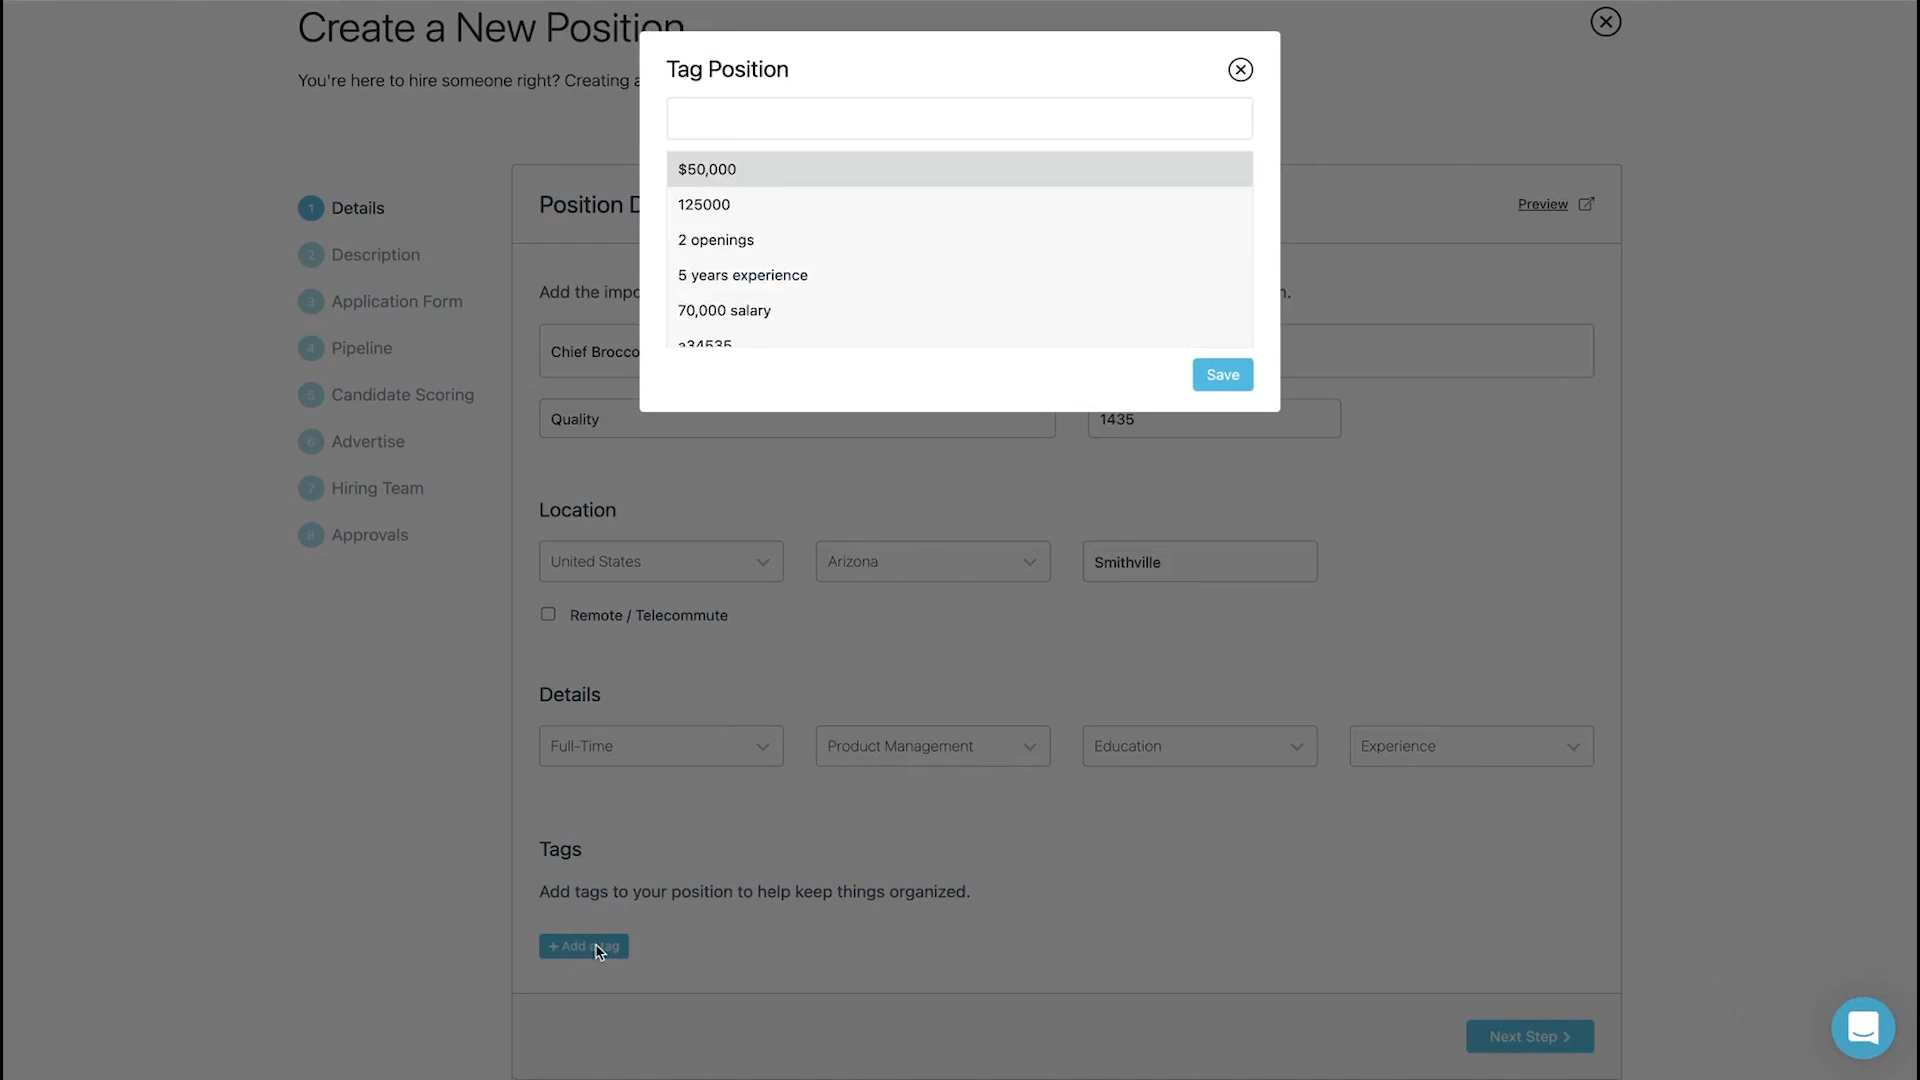 Create a New Position
You're here to hire someone right? Creating a
Tag Position
$50,000
125000
2 openings
5 years experience
70,000 salary
a34535
Save
1 Details
2 Description
3 Application Form
4 Pipeline
5 Candidate Scoring
6 Advertise
7 Hiring Team
8 Approvals
Position D
Preview
Add the impo
n.
Chief Brocco
Quality
1435
Location
United States
Arizona
Smithville
Remote / Telecommute
Details
Full-Time
Product Management
Education
Experience
Tags
Add tags to your position to help keep things organized.
+ Add a tag
Next Step >